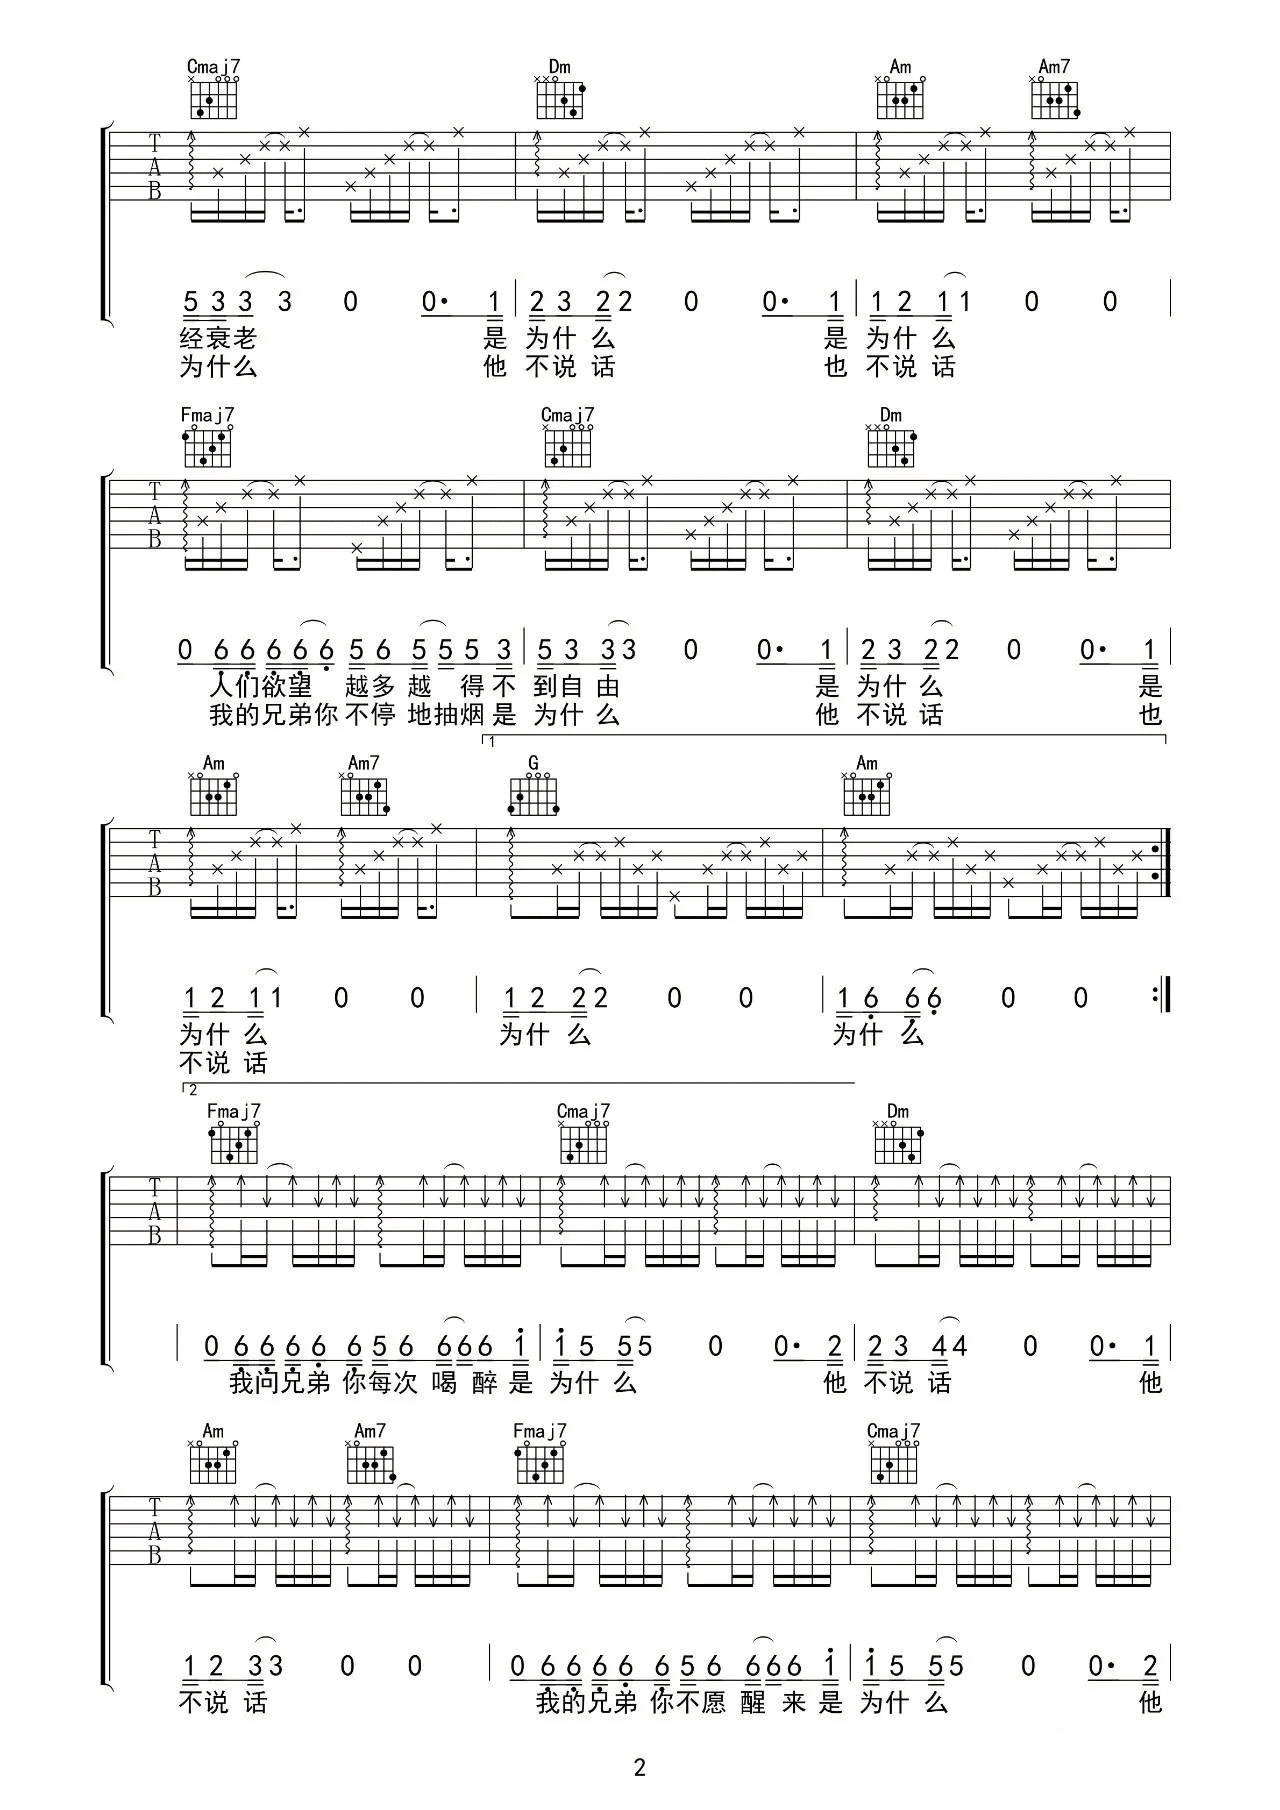 Cmaj7 Dm Am Am7
T
A
B
5 3 3 3 0 0· 1 2 3 2 2 0 0· 1 1 2 1 1 0 0
经衰老 是 为什么 是 为什么
为什么 他 不说话 也 不说话
Fmaj7 Cmaj7 Dm
T
A
B
0 6 6 6 6 6 5 6 5 5 5 3 5 3 3 3 0 0· 1 2 3 2 2 0 0· 1
人们欲望 越多越 得不 到自由 是 为什么 是
我的兄弟你 不停 地抽烟是 为什么 他 不说话 也
1
Am Am7 G Am
T
A
B
1 2 1 1 0 0 1 2 2 2 0 0 1 6 6 6 0 0
为什么 为什么 为什么
不说话
2
Fmaj7 Cmaj7 Dm
T
A
B
0 6 6 6 6 6 5 6 6 6 6 1 1 5 5 5 0 0· 2 2 3 4 4 0 0· 1
我问兄弟 你每次 喝 醉是 为什么 他 不说话 他
Am Am7 Fmaj7 Cmaj7
T
A
B
1 2 3 3 0 0 0 6 6 6 6 6 5 6 6 6 6 1 1 5 5 5 0 0· 2
不说话 我的兄弟 你不愿 醒 来是 为什么 他
2